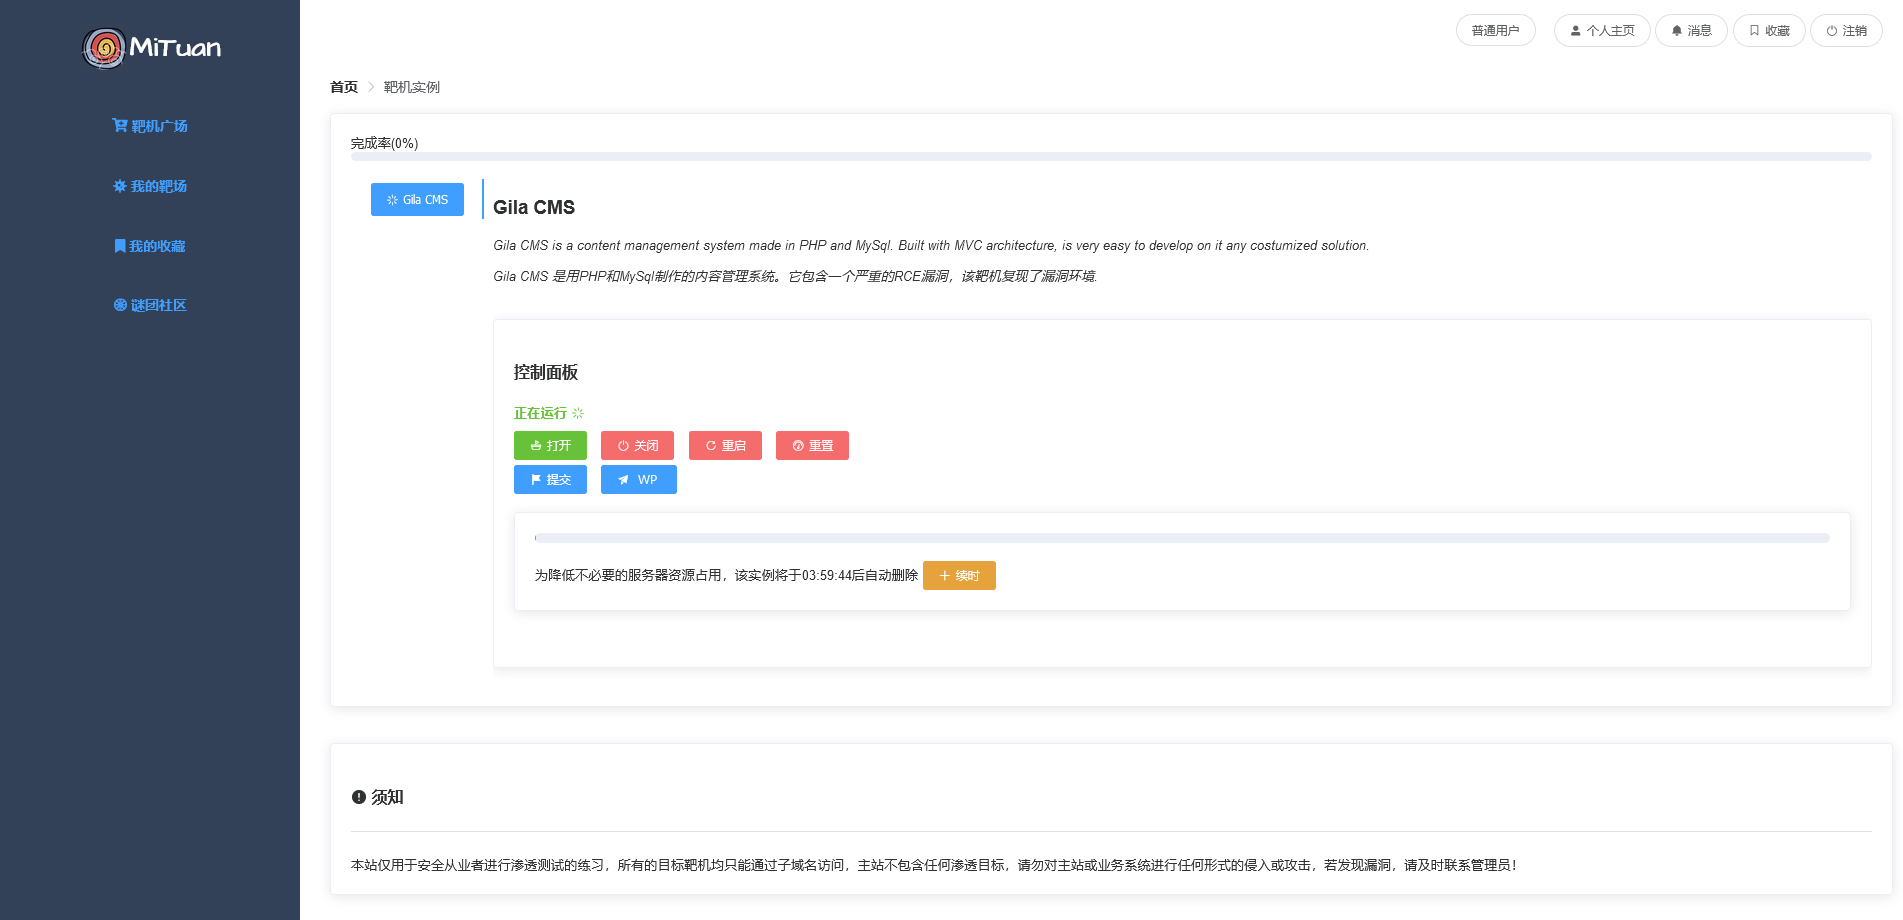 MiTuan
靶机广场
我的靶场
我的收藏
谜团社区
普通用户
个人主页
消息
收藏
注销
首页 > 靶机实例
完成率(0%)
Gila CMS
Gila CMS
Gila CMS is a content management system made in PHP and MySql. Built with MVC architecture, is very easy to develop on it any costumized solution.
Gila CMS 是用PHP和MySql制作的内容管理系统。它包含一个严重的RCE漏洞，该靶机复现了漏洞环境.
控制面板
正在运行
打开 关闭 重启 重置
提交 WP
为降低不必要的服务器资源占用，该实例将于03:59:44后自动删除 + 续时
须知
本站仅用于安全从业者进行渗透测试的练习，所有的目标靶机均只能通过子域名访问，主站不包含任何渗透目标，请勿对主站或业务系统进行任何形式的侵入或攻击，若发现漏洞，请及时联系管理员！